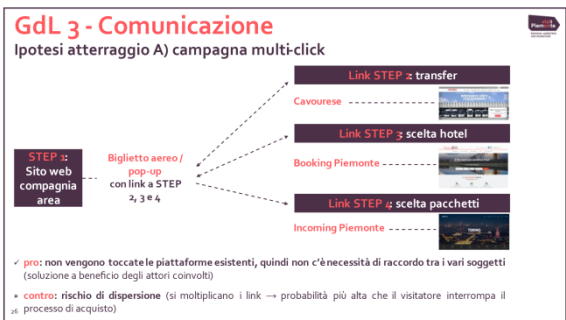 GdL 3 - Comunicazione
Ipotesi atterraggio A) campagna multi-click
Link STEP 2: transfer
Cavourese
Link STEP 3 scelta hotel
STEP 1:
Sito web
compagnia
area
Biglietto aereo /
pop-up
con link a STEP
2, 3 e 4
Booking Piemonte
Link STEP 4: scelta pacchetti
Incoming Piemonte
TORINO
✓ pro: non vengono toccate le piattaforme esistenti, quindi non c'è necessità di raccordo tra i vari soggetti
(soluzione a beneficio degli attori coinvolti)
contro: rischio di dispersione (si moltiplicano i link → probabilità più alta che il visitatore interrompa il
26 processo di acquisto)